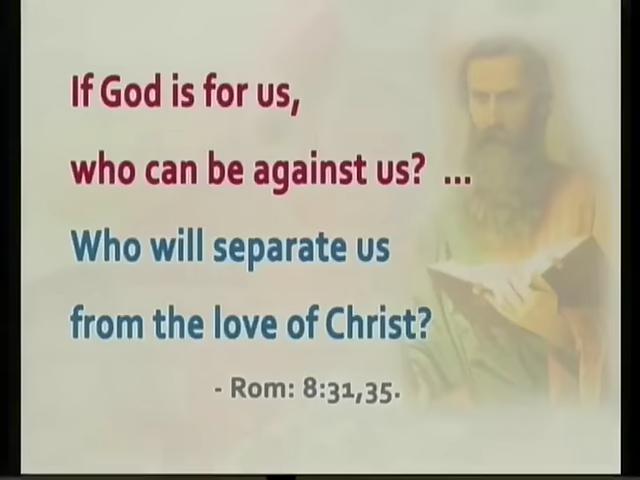 If God is for us,
who can be against us? ...
Who will separate us
from the love of Christ?
- Rom: 8:31,35.